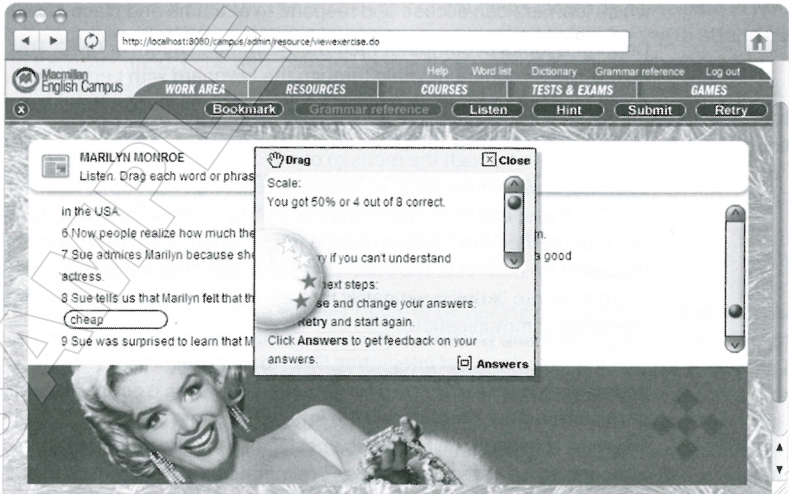 http://localhost:8080/campus/admin/resource/viewexercise.do
Macmillan
English Campus
Help Word list Dictionary Grammar reference Log out
WORK AREA RESOURCES COURSES TESTS & EXAMS GAMES
X Bookmark Grammar reference Listen Hint Submit Retry
MARILYN MONROE
Listen. Drag each word or phras
in the USA.
6 Now people realize how much the
7 Sue admires Marilyn because she a good
actress.
8 Sue tells us that Marilyn felt that th
cheap .
9 Sue was surprised to learn that M
Drag X Close
Scale:
You got 50% or 4 out of 8 correct.
if you can't understand
next steps:
and change your answers.
Retry and start again.
Click Answers to get feedback on your
answers.
Answers
SAMPLE